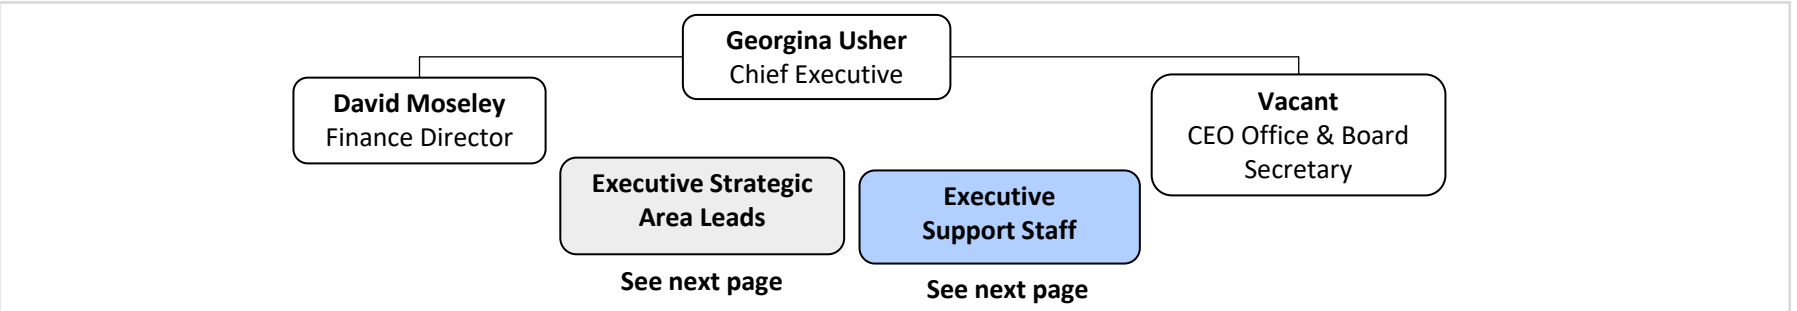 Georgina Usher
Chief Executive
David Moseley
Finance Director
Vacant
CEO Office & Board
Secretary
Executive Strategic
Area Leads
See next page
Executive
Support Staff
See next page